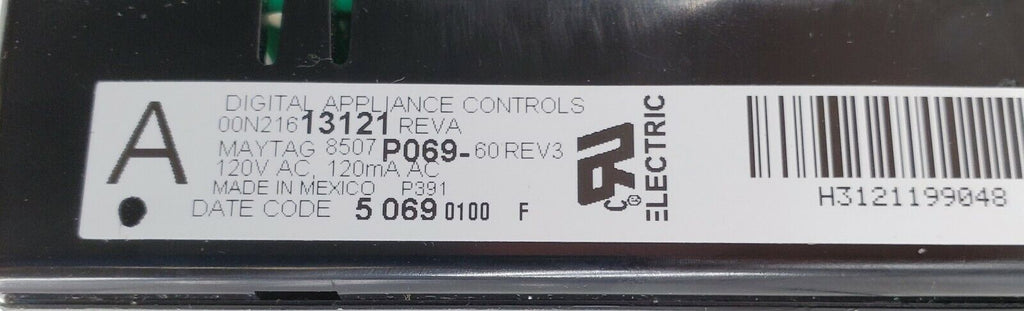 A
DIGITAL APPLIANCE CONTROLS
00N21613121 REVA
MAYTAG 8507P069-60 REV3
120V AC, 120mA AC
MADE IN MEXICO P391
DATE CODE 5 069 0100 F
ELECTRIC
H3121199048